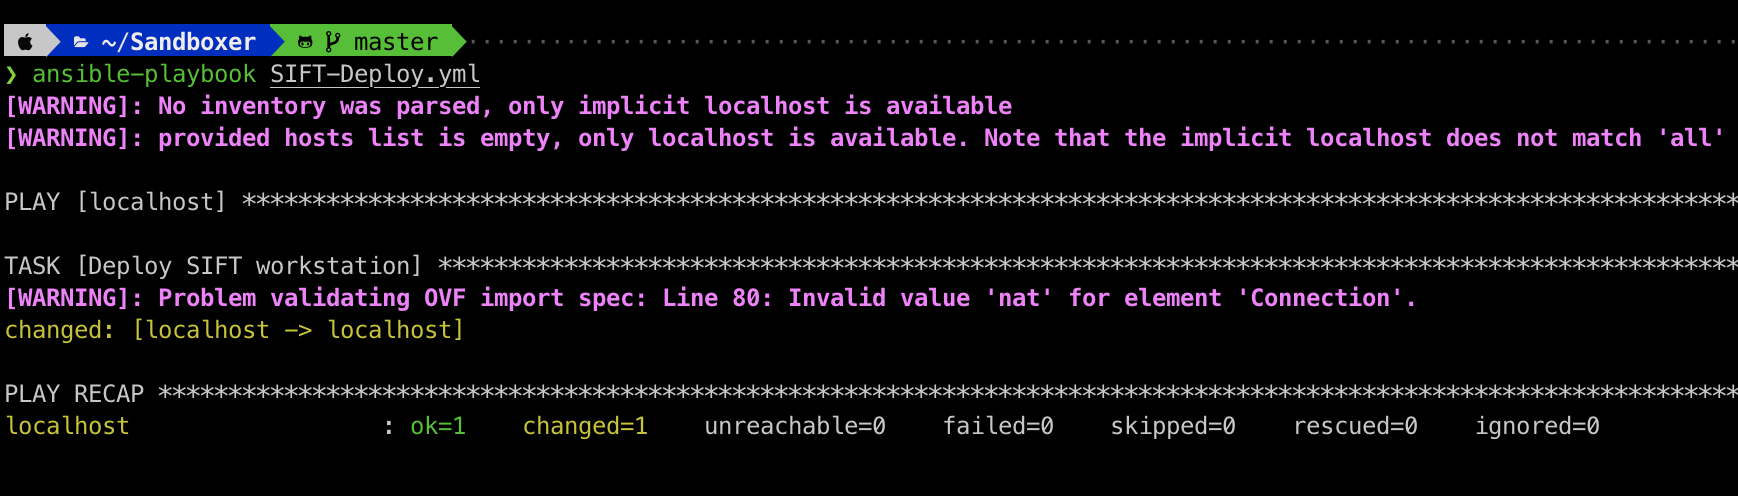 ~/Sandboxer master
❯ ansible-playbook SIFT-Deploy.yml
[WARNING]: No inventory was parsed, only implicit localhost is available
[WARNING]: provided hosts list is empty, only localhost is available. Note that the implicit localhost does not match 'all'
PLAY [localhost] ***********************************************************************************************************
TASK [Deploy SIFT workstation] *********************************************************************************************
[WARNING]: Problem validating OVF import spec: Line 80: Invalid value 'nat' for element 'Connection'.
changed: [localhost -> localhost]
PLAY RECAP *****************************************************************************************************************
localhost                  : ok=1    changed=1    unreachable=0    failed=0    skipped=0    rescued=0    ignored=0